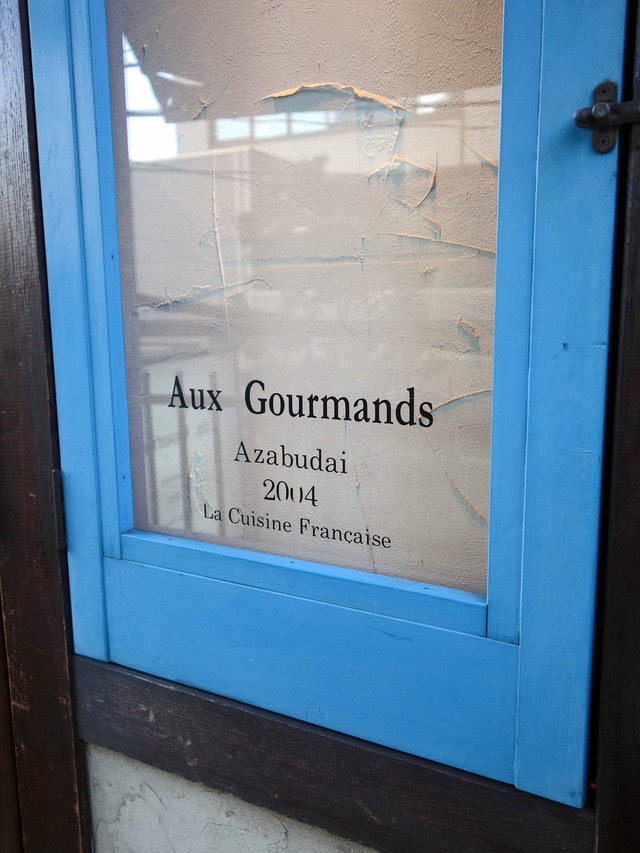 Aux Gourmands
Azabudai
2004
La Cuisine Française